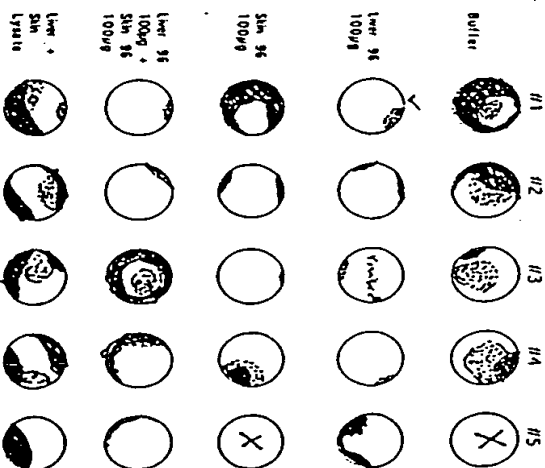 #1 #2 #3 #4 #5
Buffer
X
Liver 96
100µg
Skin 96
100µg
X
Liver 96
100µg +
Skin 96
100µg
Liver +
Skin
Lysate